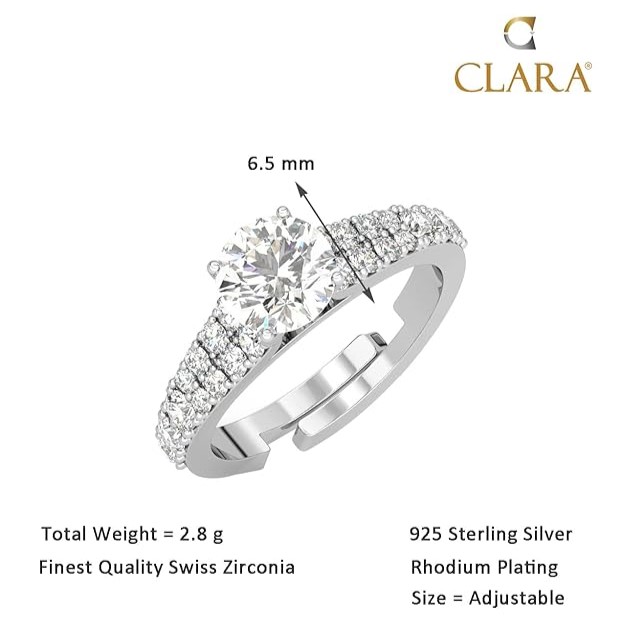 CLARA®
6.5 mm
Total Weight = 2.8 g
Finest Quality Swiss Zirconia
925 Sterling Silver
Rhodium Plating
Size = Adjustable